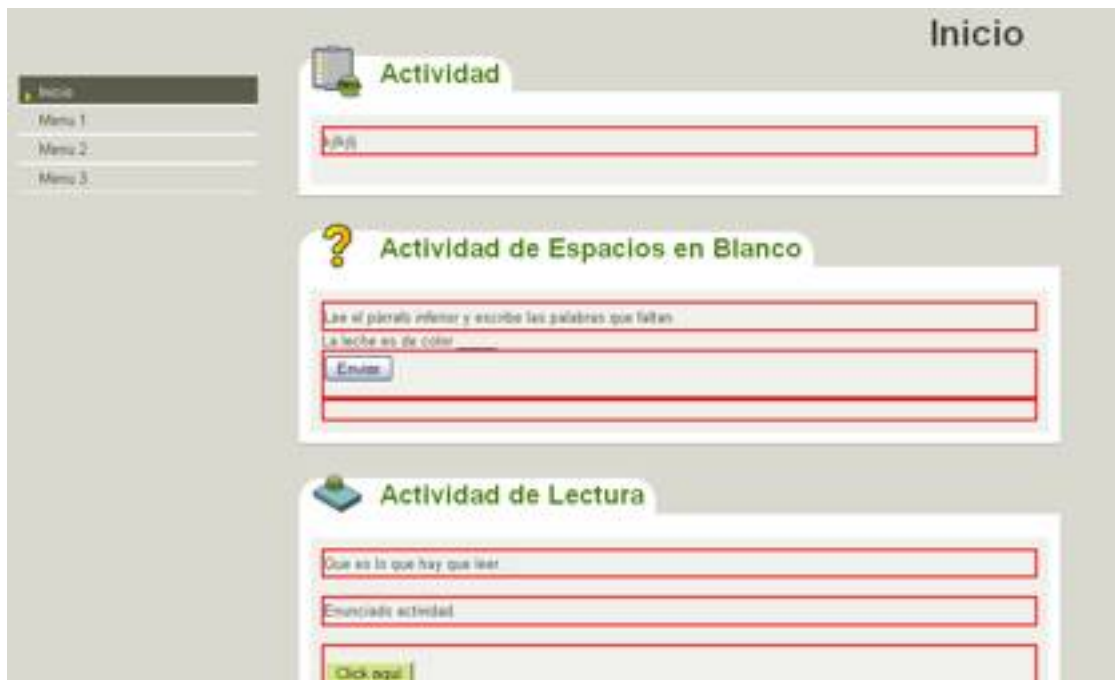 Inicio
Inicio
Menu 1
Menu 2
Menu 3
Actividad
Actividad de Espacios en Blanco
Lee el párrafo inferior y escribe las palabras que faltan
La leche es de color _____
Enviar
Actividad de Lectura
Que es lo que hay que leer
Enunciado actividad
Click aquí